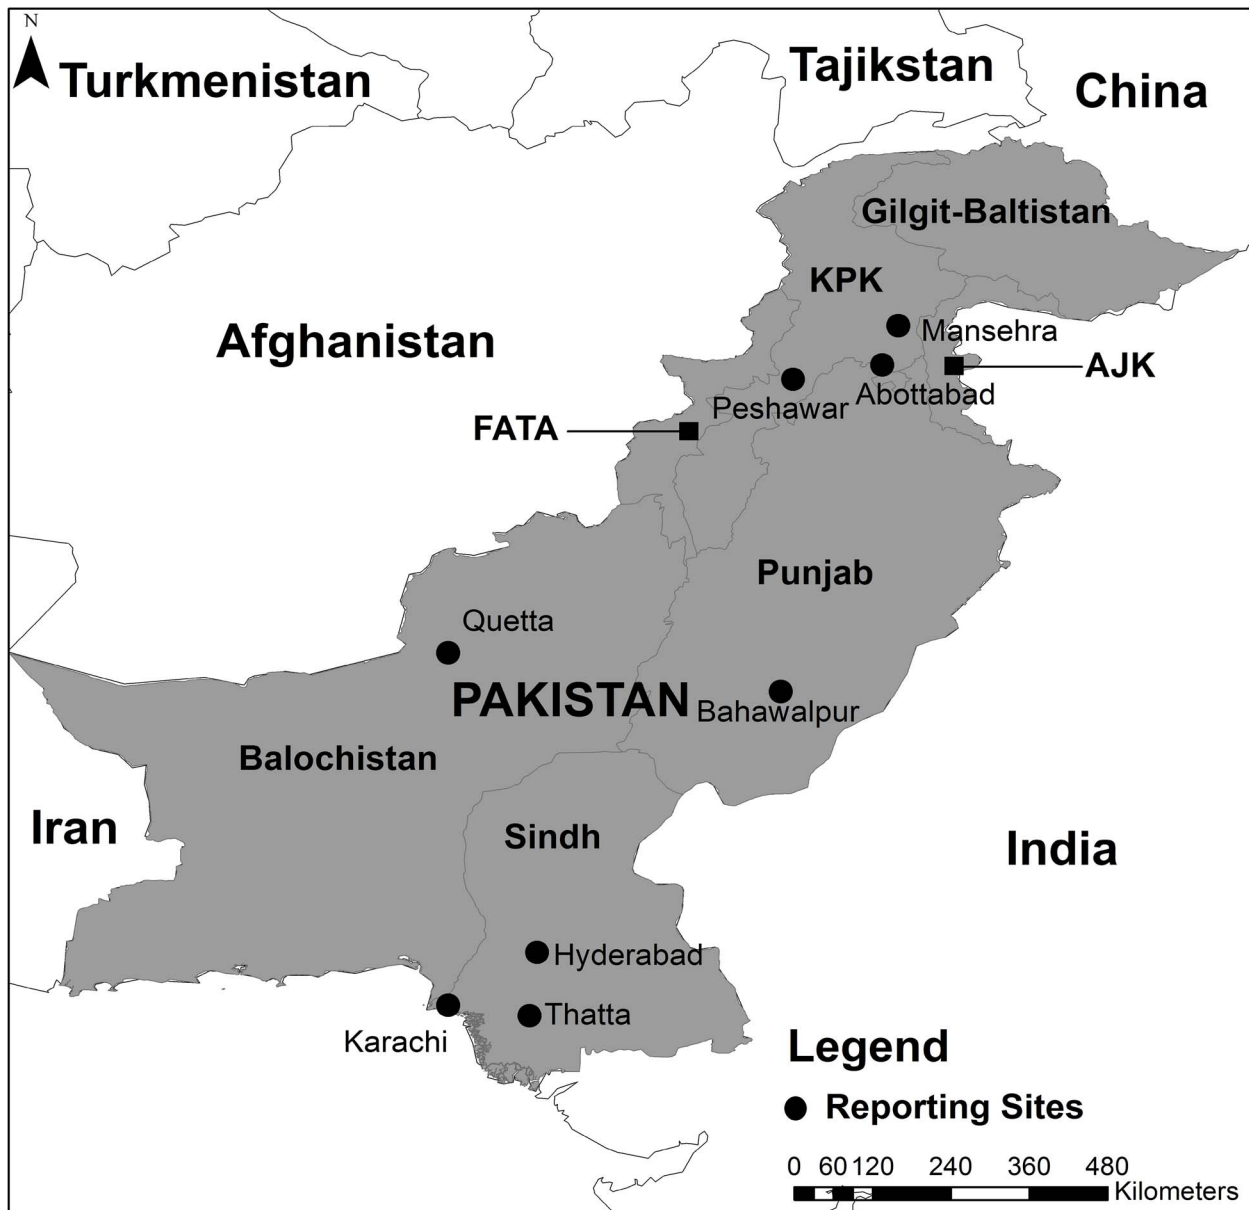 N
Turkmenistan
Tajikstan
China
Gilgit-Baltistan
KPK
Afghanistan
Mansehra
AJK
Abottabad
Peshawar
FATA
Punjab
Quetta
PAKISTAN
Bahawalpur
Balochistan
Iran
Sindh
India
Hyderabad
Thatta
Karachi
Legend
Reporting Sites
0 60 120 240 360 480
Kilometers